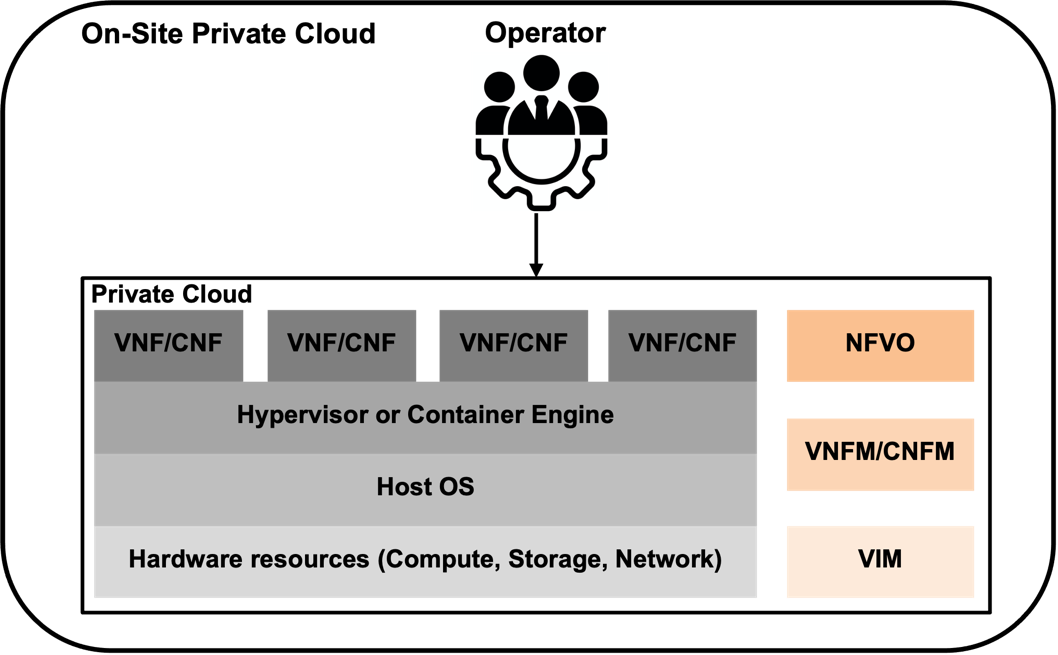 On-Site Private Cloud
Operator
Private Cloud
VNF/CNF
VNF/CNF
VNF/CNF
VNF/CNF
NFVO
Hypervisor or Container Engine
VNFM/CNFM
Host OS
Hardware resources (Compute, Storage, Network)
VIM